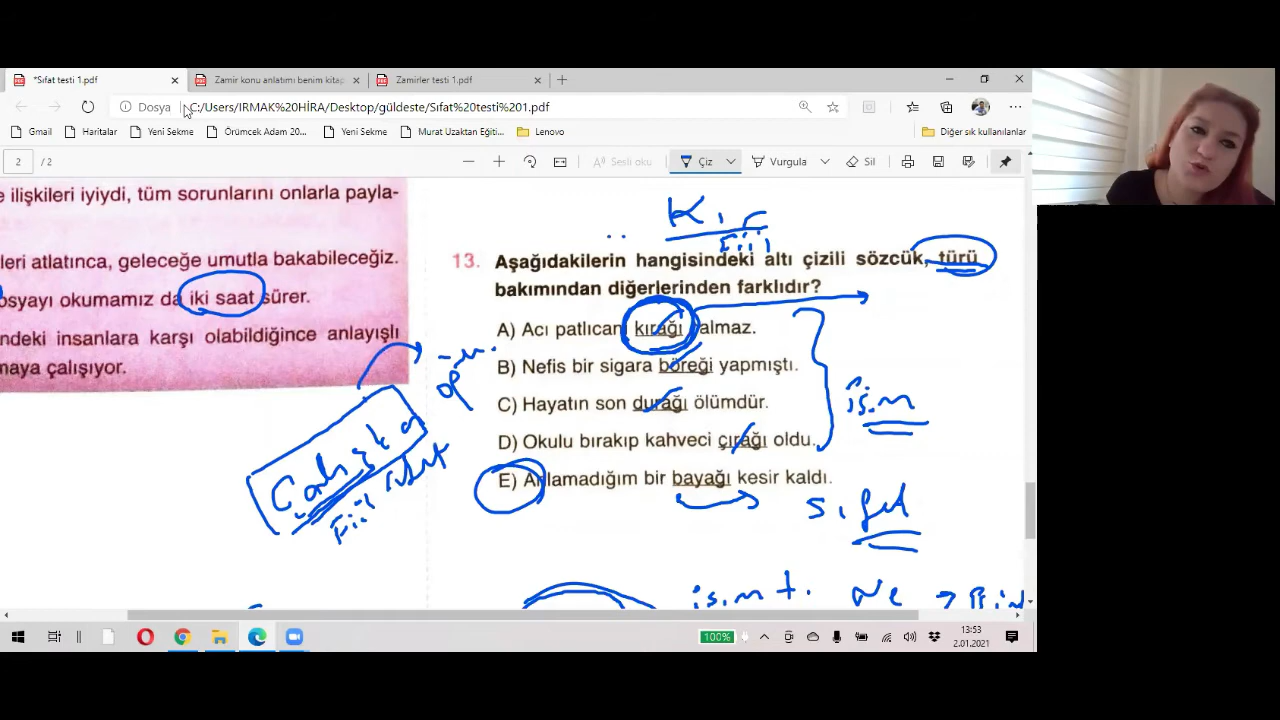 *Sıfat testi 1.pdf
Zamir konu anlatımı benim kitap
Zamirler testi 1.pdf
Dosya
C:/Users/IRMAK%20HİRA/Desktop/güldeste/Sıfat%20testi%201.pdf
Gmail
Haritalar
Yeni Sekme
Örümcek Adam 20...
Yeni Sekme
Murat Uzaktan Eğiti...
Lenovo
Diğer sık kullanılanlar
2 / 2
Sesli oku
Çiz
Vurgula
Sil
e ilişkileri iyiydi, tüm sorunlarını onlarla payla-
leri atlatınca, geleceğe umutla bakabileceğiz.
osyayı okumamız da iki saat sürer.
ndeki insanlara karşı olabildiğince anlayışlı
maya çalışıyor.
Kır
Fiil
13. Aşağıdakilerin hangisindeki altı çizili sözcük, türü
bakımından diğerlerinden farklıdır?
A) Acı patlıcanı kırağı çalmaz.
B) Nefis bir sigara böreği yapmıştı.
C) Hayatın son durağı ölümdür.
D) Okulu bırakıp kahveci çırağı oldu.
E) Anlamadığım bir bayağı kesir kaldı.
isim
sıfat
Fiil
isim t.
Ne
100%
13:53
2.01.2021